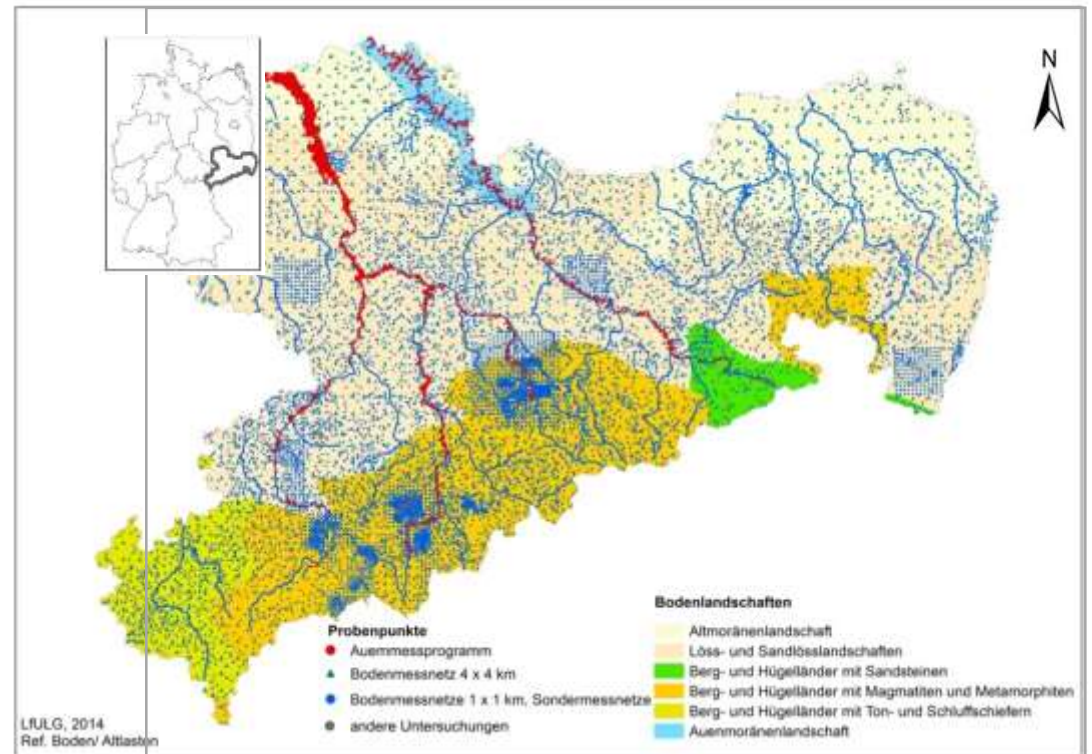 N
Probenpunkte
Auenmessprogramm
Bodenmessnetz 4 x 4 km
Bodenmessnetze 1 x 1 km, Sondermessnetze
andere Untersuchungen
Bodenlandschaften
Altmoränenlandschaft
Löss- und Sandlösslandschaften
Berg- und Hügelländer mit Sandsteinen
Berg- und Hügelländer mit Magmatiten und Metamorphiten
Berg- und Hügelländer mit Ton- und Schluffschiefern
Auenmoränenlandschaft
LfULG, 2014
Ref. Boden/ Altlasten